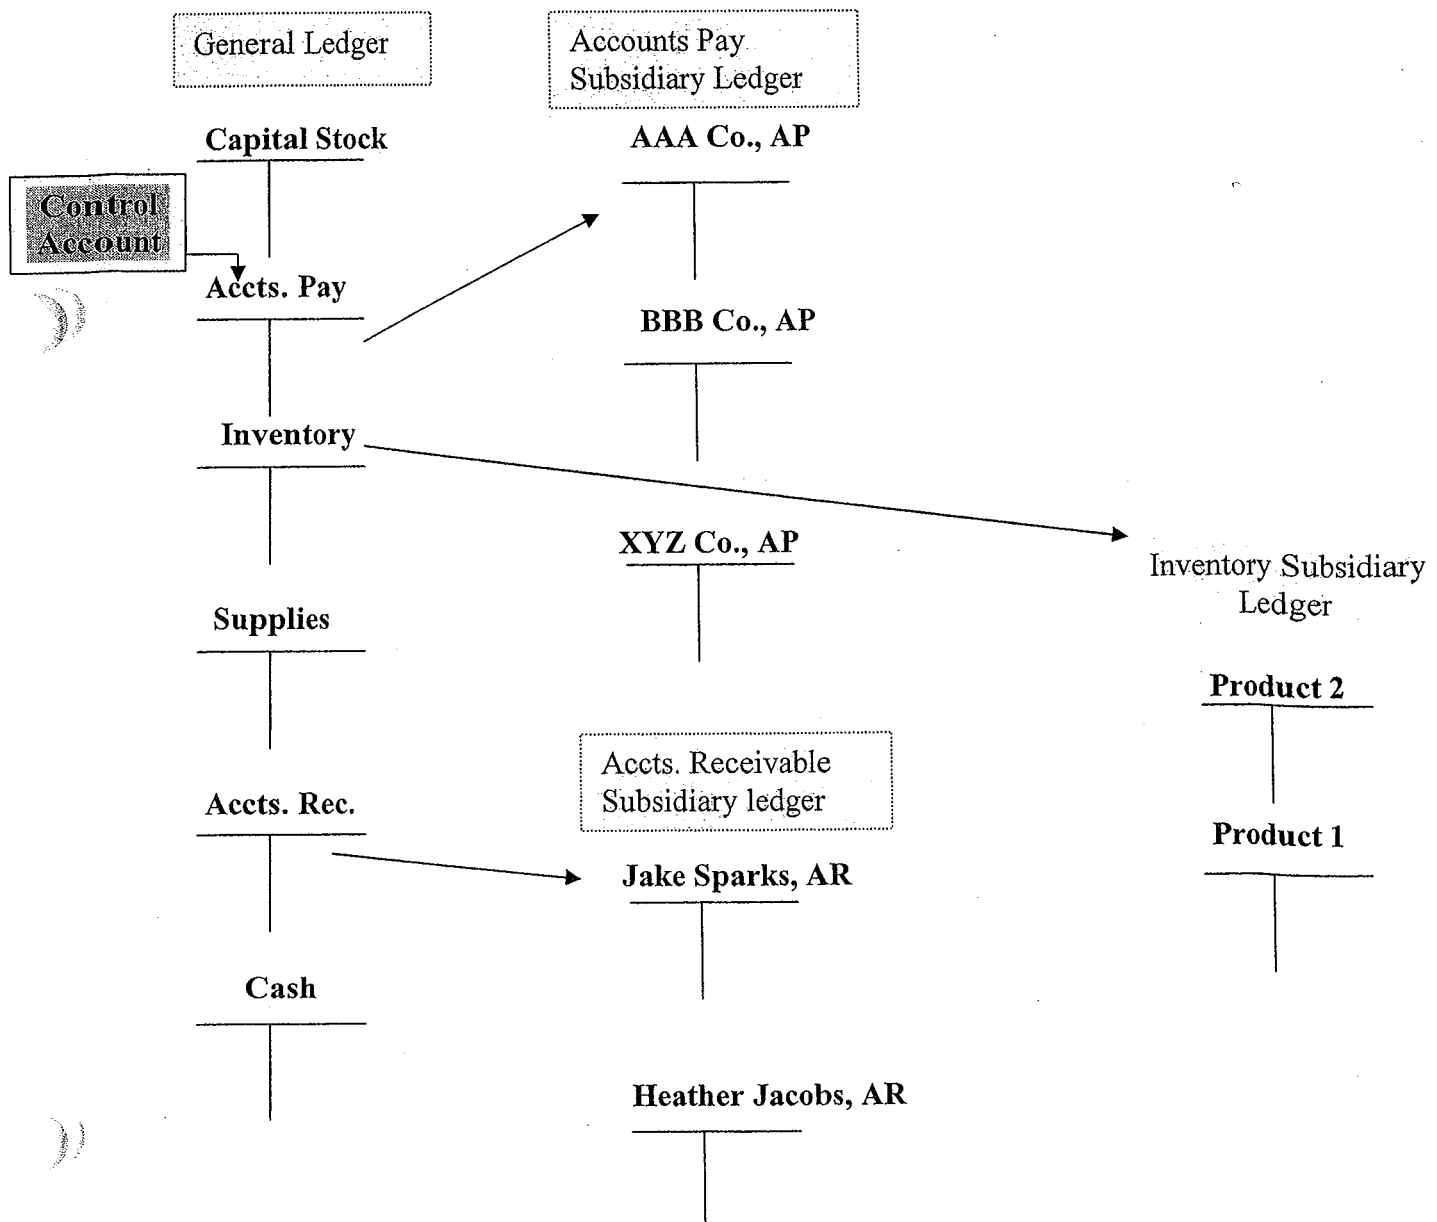 General Ledger
Capital Stock
Control
Account
Accts. Pay
Inventory
Supplies
Accts. Rec.
Cash
Accounts Pay
Subsidiary Ledger
AAA Co., AP
BBB Co., AP
XYZ Co., AP
Accts. Receivable
Subsidiary ledger
Jake Sparks, AR
Heather Jacobs, AR
Inventory Subsidiary
Ledger
Product 2
Product 1